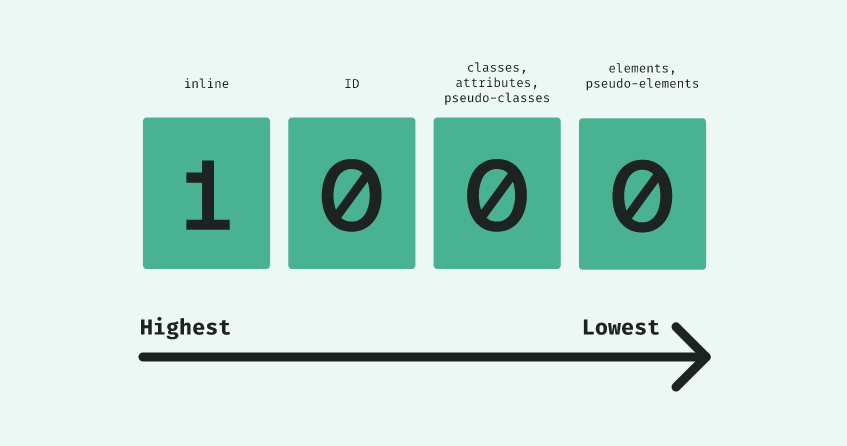 inline
ID
classes,
attributes,
pseudo-classes
elements,
pseudo-elements
1
0
0
0
Highest
Lowest